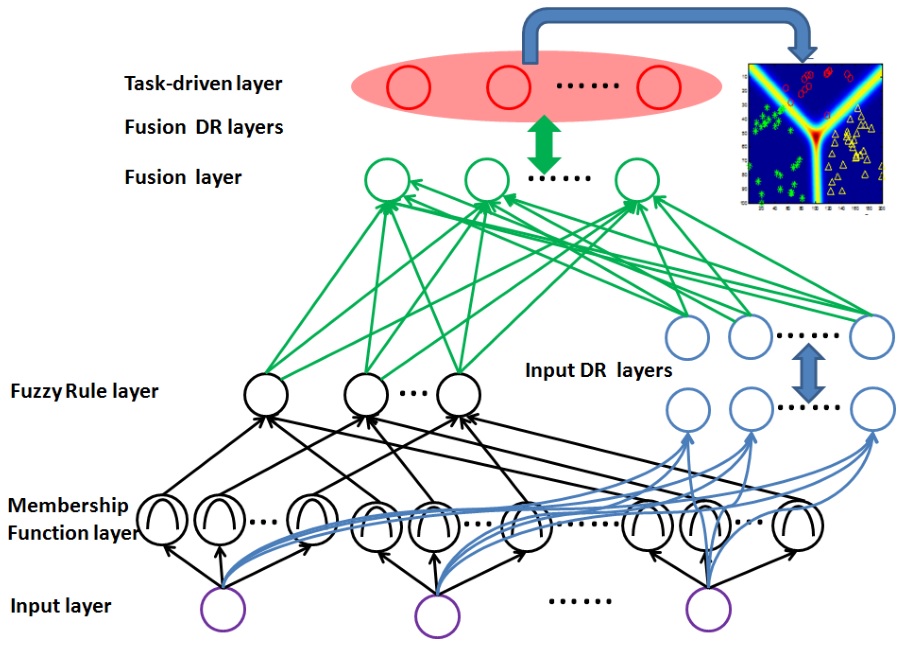 Task-driven layer
Fusion DR layers
Fusion layer
Input DR layers
Fuzzy Rule layer
Membership
Function layer
Input layer